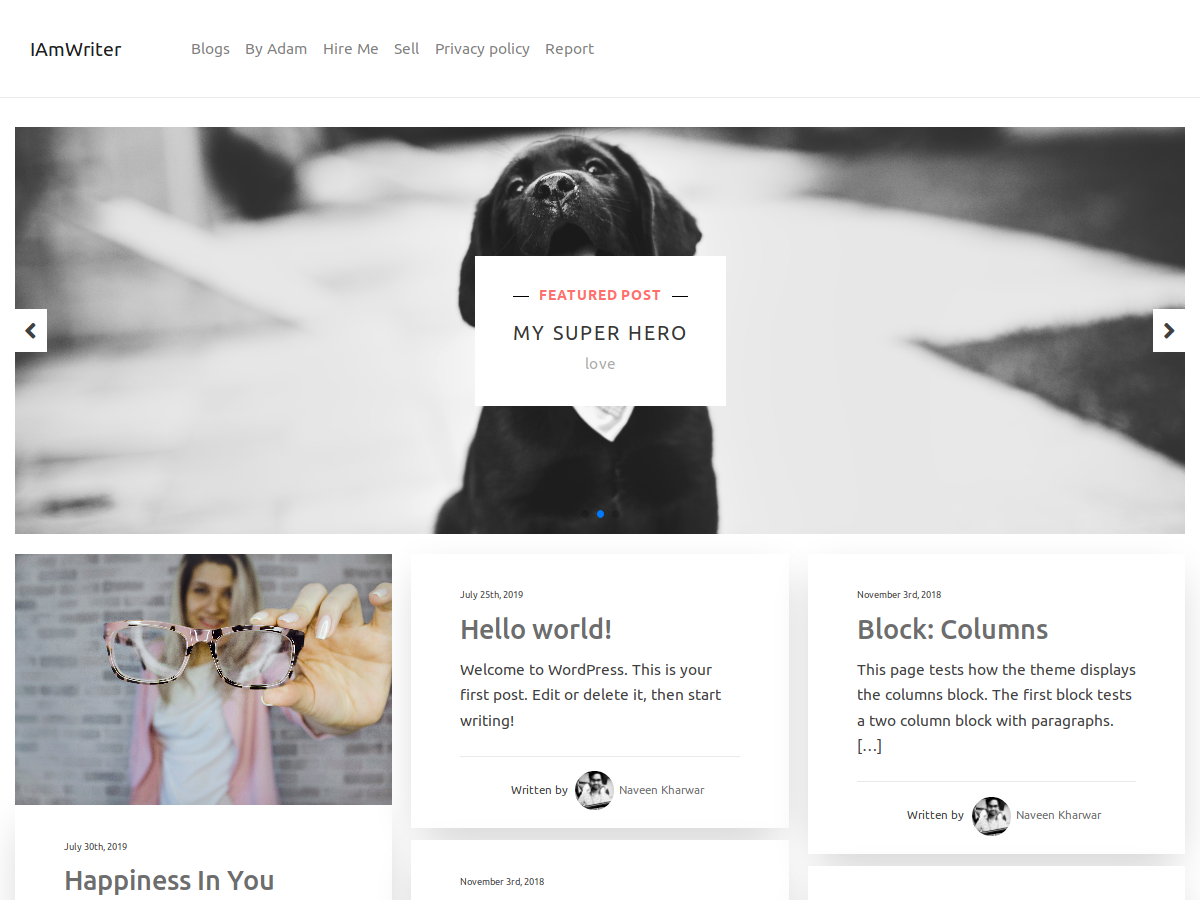 IAmWriter
Blogs By Adam Hire Me Sell Privacy policy Report
FEATURED POST
MY SUPER HERO
love
July 30th, 2019
Happiness In You
July 25th, 2019
Hello world!
Welcome to WordPress. This is your
first post. Edit or delete it, then start
writing!
Written by Naveen Kharwar
November 3rd, 2018
November 3rd, 2018
Block: Columns
This page tests how the theme displays
the columns block. The first block tests
a two column block with paragraphs.
[…]
Written by Naveen Kharwar